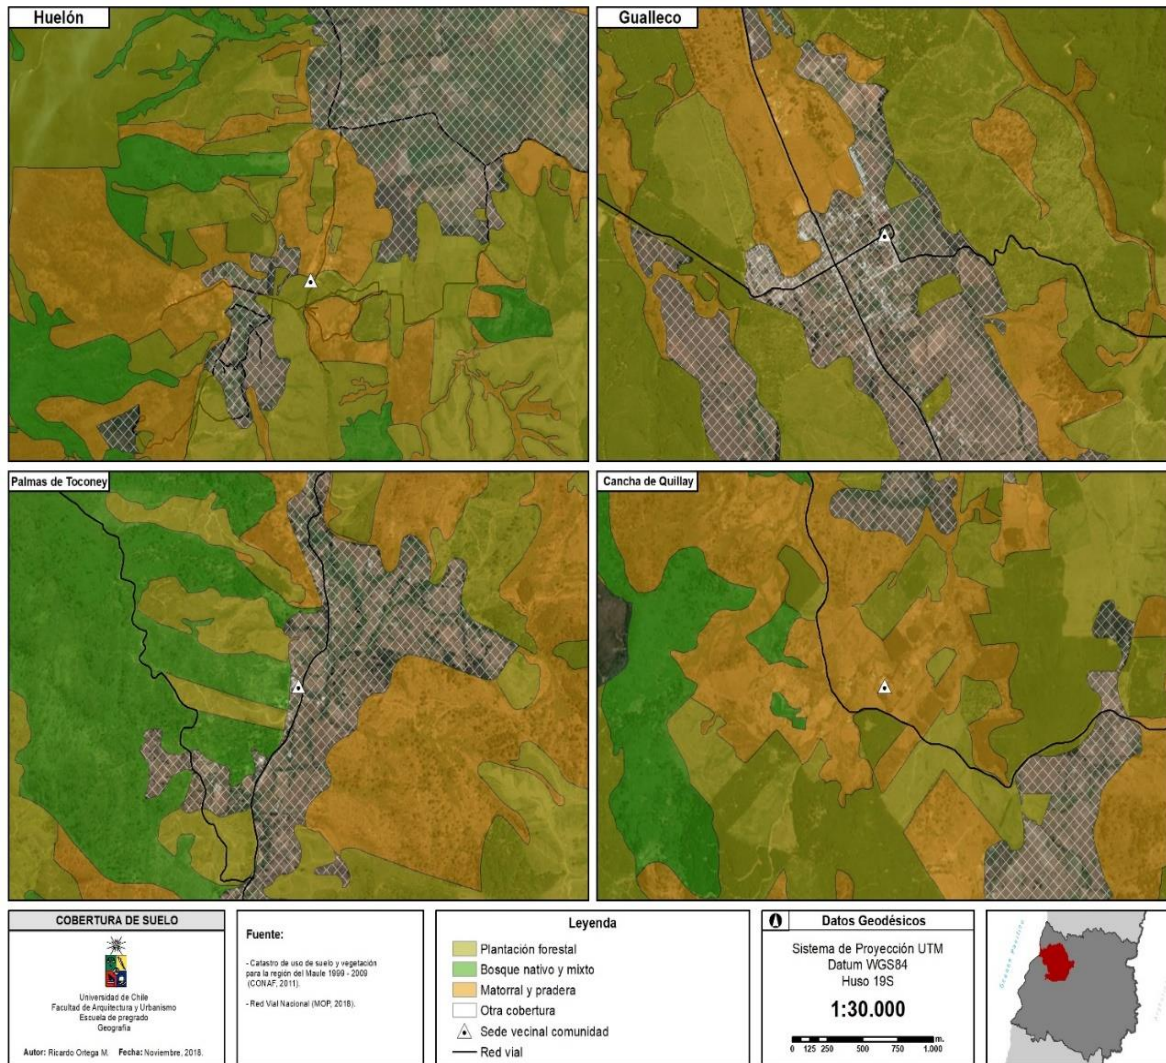 Huelón
Gualleco
Palmas de Toconey
Cancha de Quillay
COBERTURA DE SUELO
Universidad de Chile
Facultad de Arquitectura y Urbanismo
Escuela de pregrado
Geografía
Autor: Ricardo Ortega M. Fecha: Noviembre, 2018.
Fuente:
- Catastro de uso de suelo y vegetación
para la región del Maule 1999 - 2009
(CONAF, 2011).
- Red Vial Nacional (MOP, 2018).
Leyenda
Plantación forestal
Bosque nativo y mixto
Matorral y pradera
Otra cobertura
Sede vecinal comunidad
Red vial
Datos Geodésicos
Sistema de Proyección UTM
Datum WGS84
Huso 19S
1:30.000
0 125 250 500 750 1.000 m.
Océano Pacífico